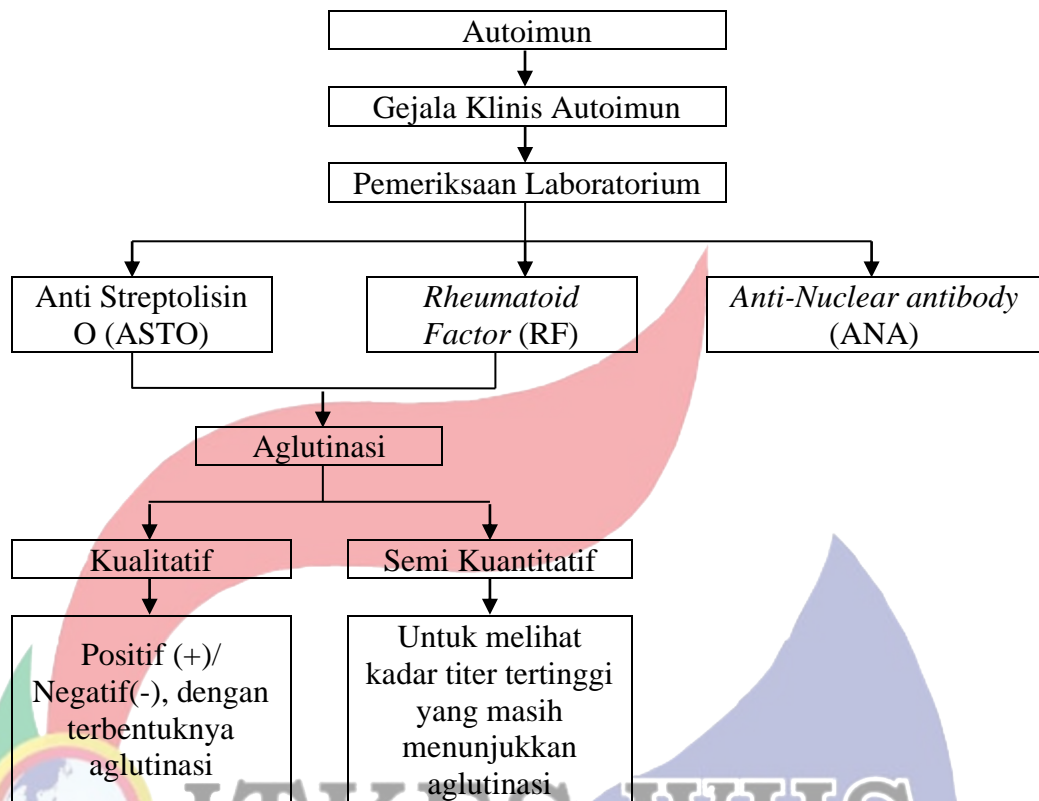 Autoimun
Gejala Klinis Autoimun
Pemeriksaan Laboratorium
Anti Streptolisin
O (ASTO)
Rheumatoid
Factor (RF)
Anti-Nuclear antibody
(ANA)
Aglutinasi
Kualitatif
Semi Kuantitatif
Positif (+)/
Negatif(-), dengan
terbentuknya
aglutinasi
Untuk melihat
kadar titer tertinggi
yang masih
menunjukkan
aglutinasi